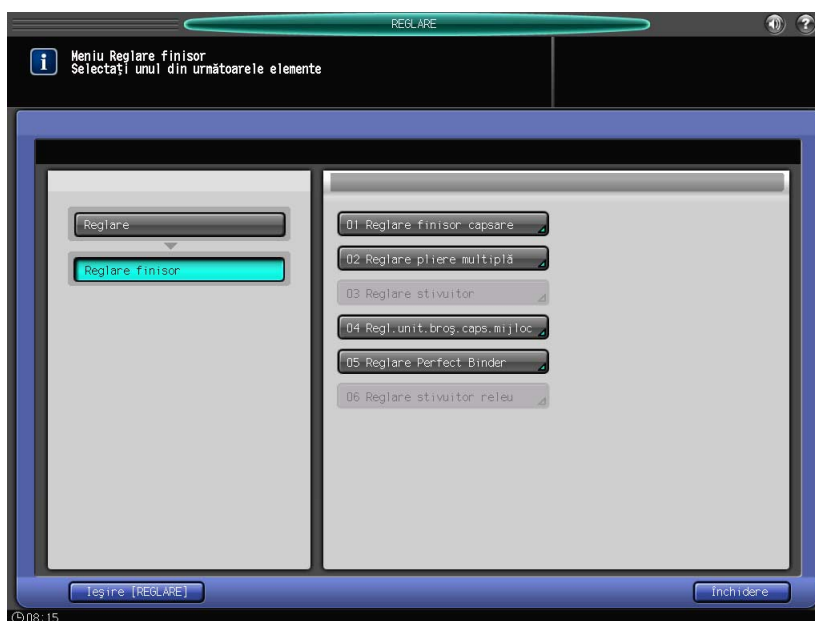 REGLARE
?
i
Meniu Reglare finisor
Selectați unul din următoarele elemente
Reglare
Reglare finisor
01 Reglare finisor capsare
02 Reglare pliere multiplă
03 Reglare stivuitor
04 Regl.unit.broş.caps.mijloc
05 Reglare Perfect Binder
06 Reglare stivuitor releu
Ieşire [REGLARE]
Închidere
08:15